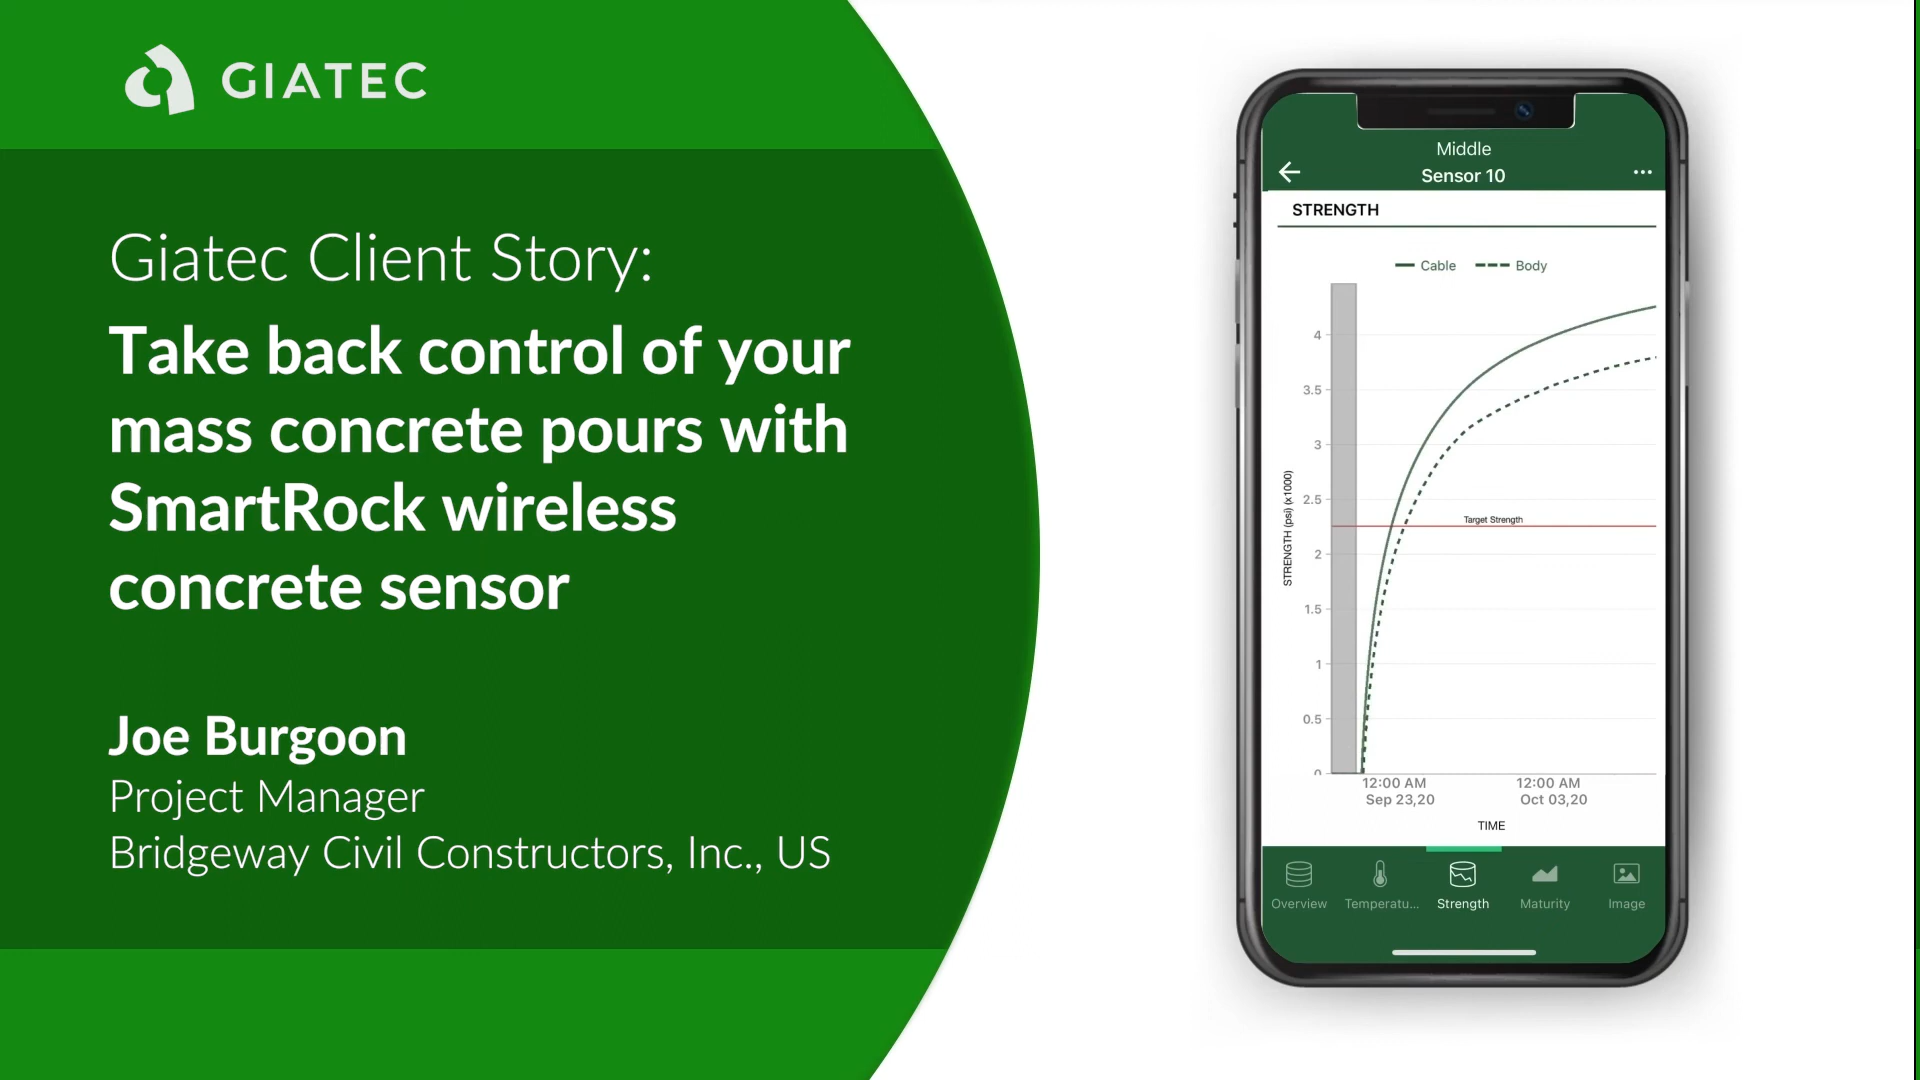 GIATEC
Giatec Client Story:
Take back control of your
mass concrete pours with
SmartRock wireless
concrete sensor
Joe Burgoon
Project Manager
Bridgeway Civil Constructors, Inc., US
Middle
Sensor 10
STRENGTH
Cable
Body
4
3.5
3
2.5
2
1.5
1
0.5
0
STRENGTH (psi) (x1000)
Target Strength
12:00 AM
Sep 23,20
12:00 AM
Oct 03,20
TIME
Overview
Temperatu...
Strength
Maturity
Image